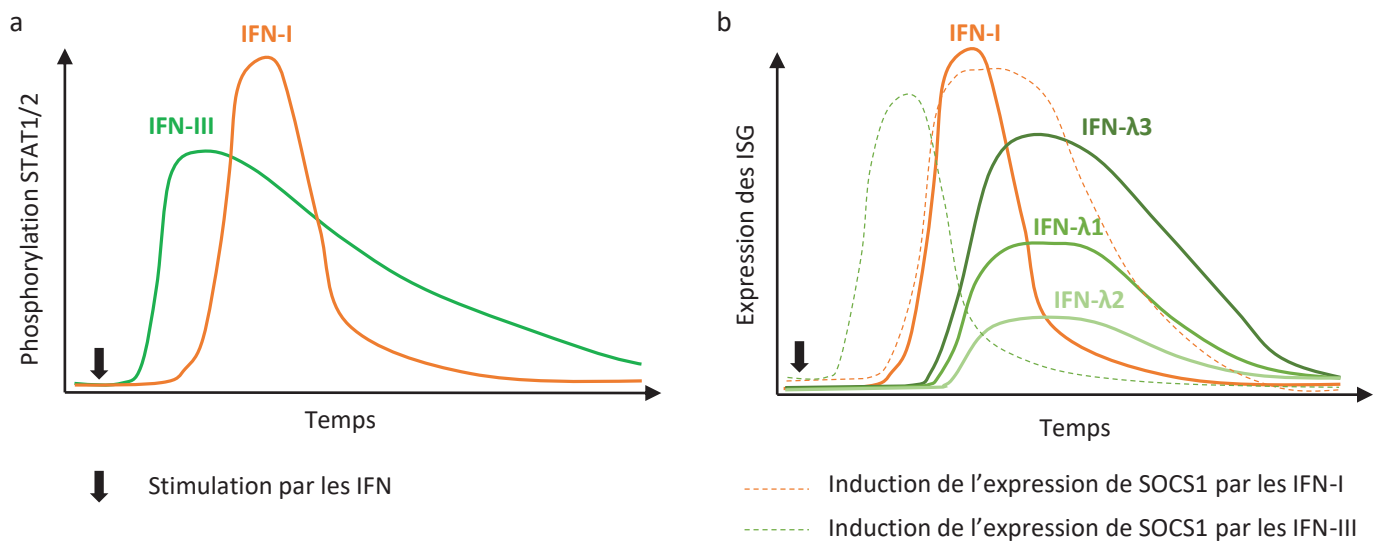 a
IFN-I
IFN-III
Phosphorylation STAT1/2
Temps
Stimulation par les IFN
b
IFN-I
IFN-λ3
IFN-λ1
IFN-λ2
Expression des ISG
Temps
Induction de l’expression de SOCS1 par les IFN-I
Induction de l’expression de SOCS1 par les IFN-III